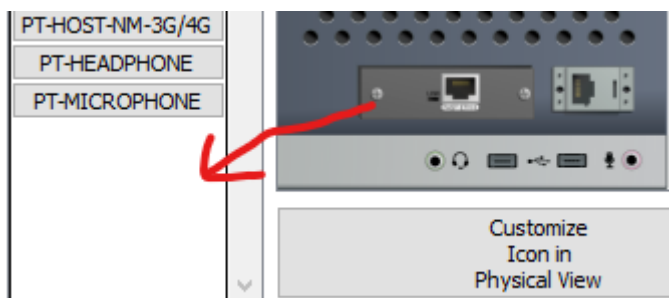 PT-HOST-NM-3G/4G
PT-HEADPHONE
PT-MICROPHONE
Customize
Icon in
Physical View